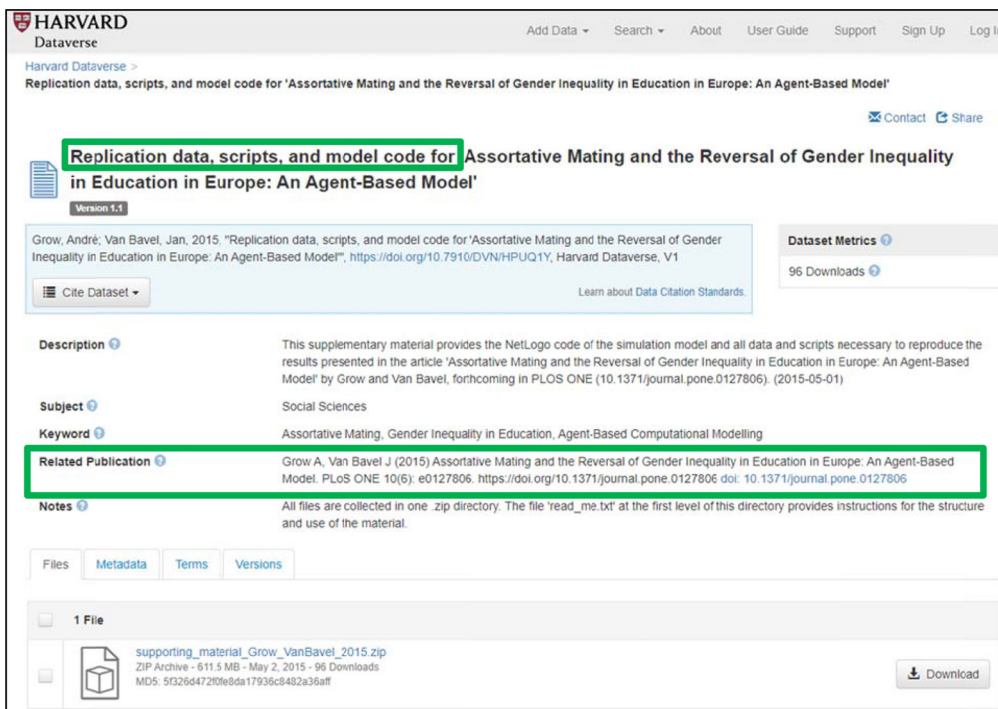 HARVARD
Dataverse
Add Data Search About User Guide Support Sign Up Log I
Harvard Dataverse >
Replication data, scripts, and model code for 'Assortative Mating and the Reversal of Gender Inequality in Education in Europe: An Agent-Based Model'
Contact Share
Replication data, scripts, and model code for 'Assortative Mating and the Reversal of Gender Inequality
in Education in Europe: An Agent-Based Model'
Version 1.1
Grow, André; Van Bavel, Jan, 2015, "Replication data, scripts, and model code for 'Assortative Mating and the Reversal of Gender
Inequality in Education in Europe: An Agent-Based Model'", https://doi.org/10.7910/DVN/HPUQ1Y, Harvard Dataverse, V1
Cite Dataset
Learn about Data Citation Standards.
Dataset Metrics
96 Downloads
Description
This supplementary material provides the NetLogo code of the simulation model and all data and scripts necessary to reproduce the
results presented in the article 'Assortative Mating and the Reversal of Gender Inequality in Education in Europe: An Agent-Based
Model' by Grow and Van Bavel, forthcoming in PLOS ONE (10.1371/journal.pone.0127806). (2015-05-01)
Subject
Social Sciences
Keyword
Assortative Mating, Gender Inequality in Education, Agent-Based Computational Modelling
Related Publication
Grow A, Van Bavel J (2015) Assortative Mating and the Reversal of Gender Inequality in Education in Europe: An Agent-Based
Model. PLoS ONE 10(6): e0127806. https://doi.org/10.1371/journal.pone.0127806 doi: 10.1371/journal.pone.0127806
Notes
All files are collected in one .zip directory. The file 'read_me.txt' at the first level of this directory provides instructions for the structure
and use of the material.
Files Metadata Terms Versions
1 File
supporting_material_Grow_VanBavel_2015.zip
ZIP Archive - 611.5 MB - May 2, 2015 - 96 Downloads
MD5: 5f326d472f0fe8da17936c8482a36aff
Download